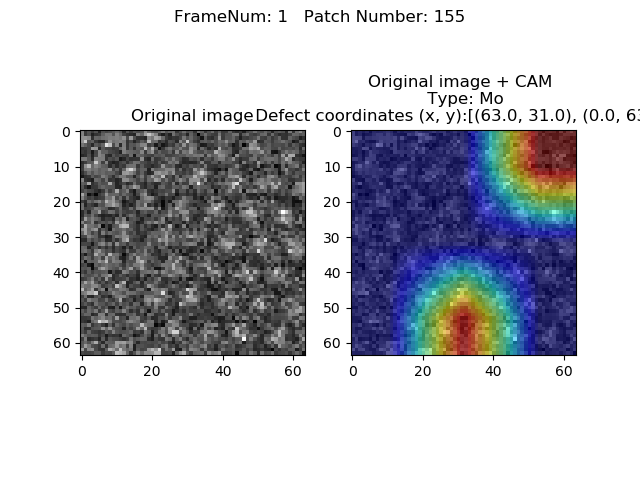 FrameNum: 1   Patch Number: 155
Original image + CAM
Type: Mo
Original image
Defect coordinates (x, y):[(63.0, 31.0), (0.0, 63
0
10
20
30
40
50
60
0 20 40 60
0
10
20
30
40
50
60
0 20 40 60